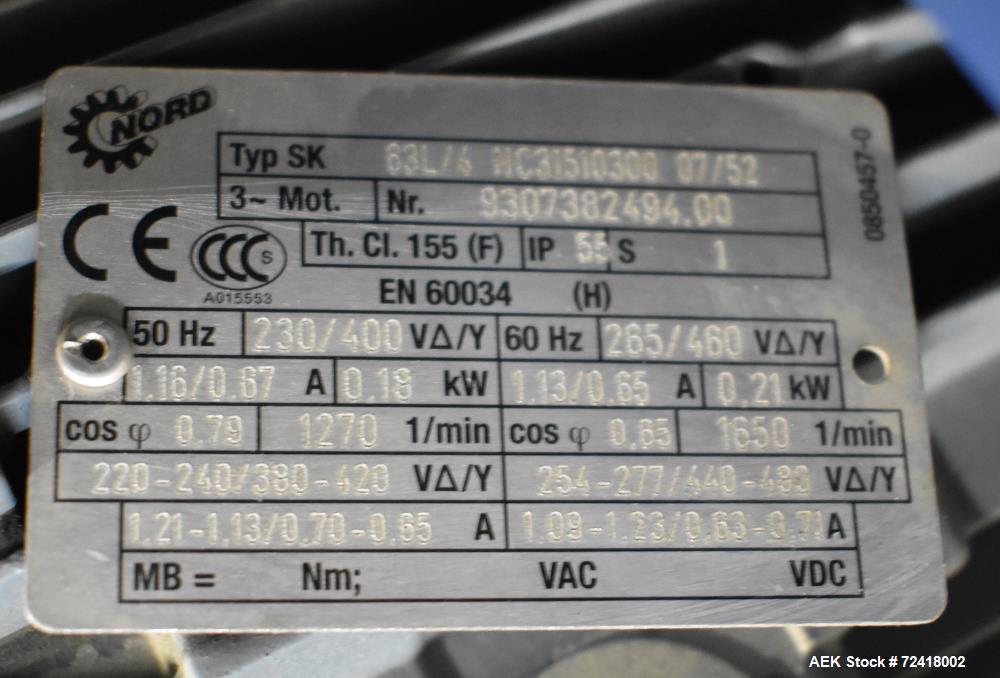 NORD
Typ SK 63L/4 WC31510300 07/52
3~ Mot. Nr. 9307382494.00
Th. Cl. 155 (F) IP 55 S 1
0850457-0
CE CCC S
A015553
EN 60034 (H)
50 Hz 230/400 VΔ/Y 60 Hz 265/460 VΔ/Y
1.16/0.67 A 0.18 kW 1.13/0.65 A 0.21 kW
cos φ 0.79 1270 1/min cos φ 0.65 1650 1/min
220-240/380-420 VΔ/Y 254-277/440-480 VΔ/Y
1.21-1.13/0.70-0.65 A 1.09-1.23/0.63-0.71 A
MB = Nm; VAC VDC
AEK Stock # 72418002